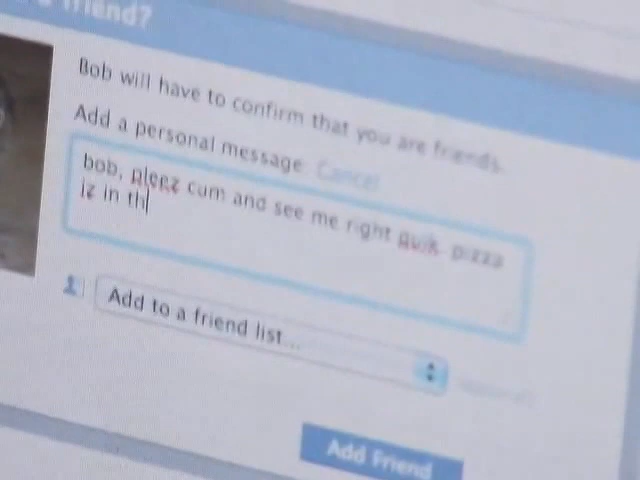 friend?
Bob will have to confirm that you are friends.
Add a personal message Cancel
bob, pleez cum and see me right quik. pizza
iz in th
Add to a friend list...
Add Friend